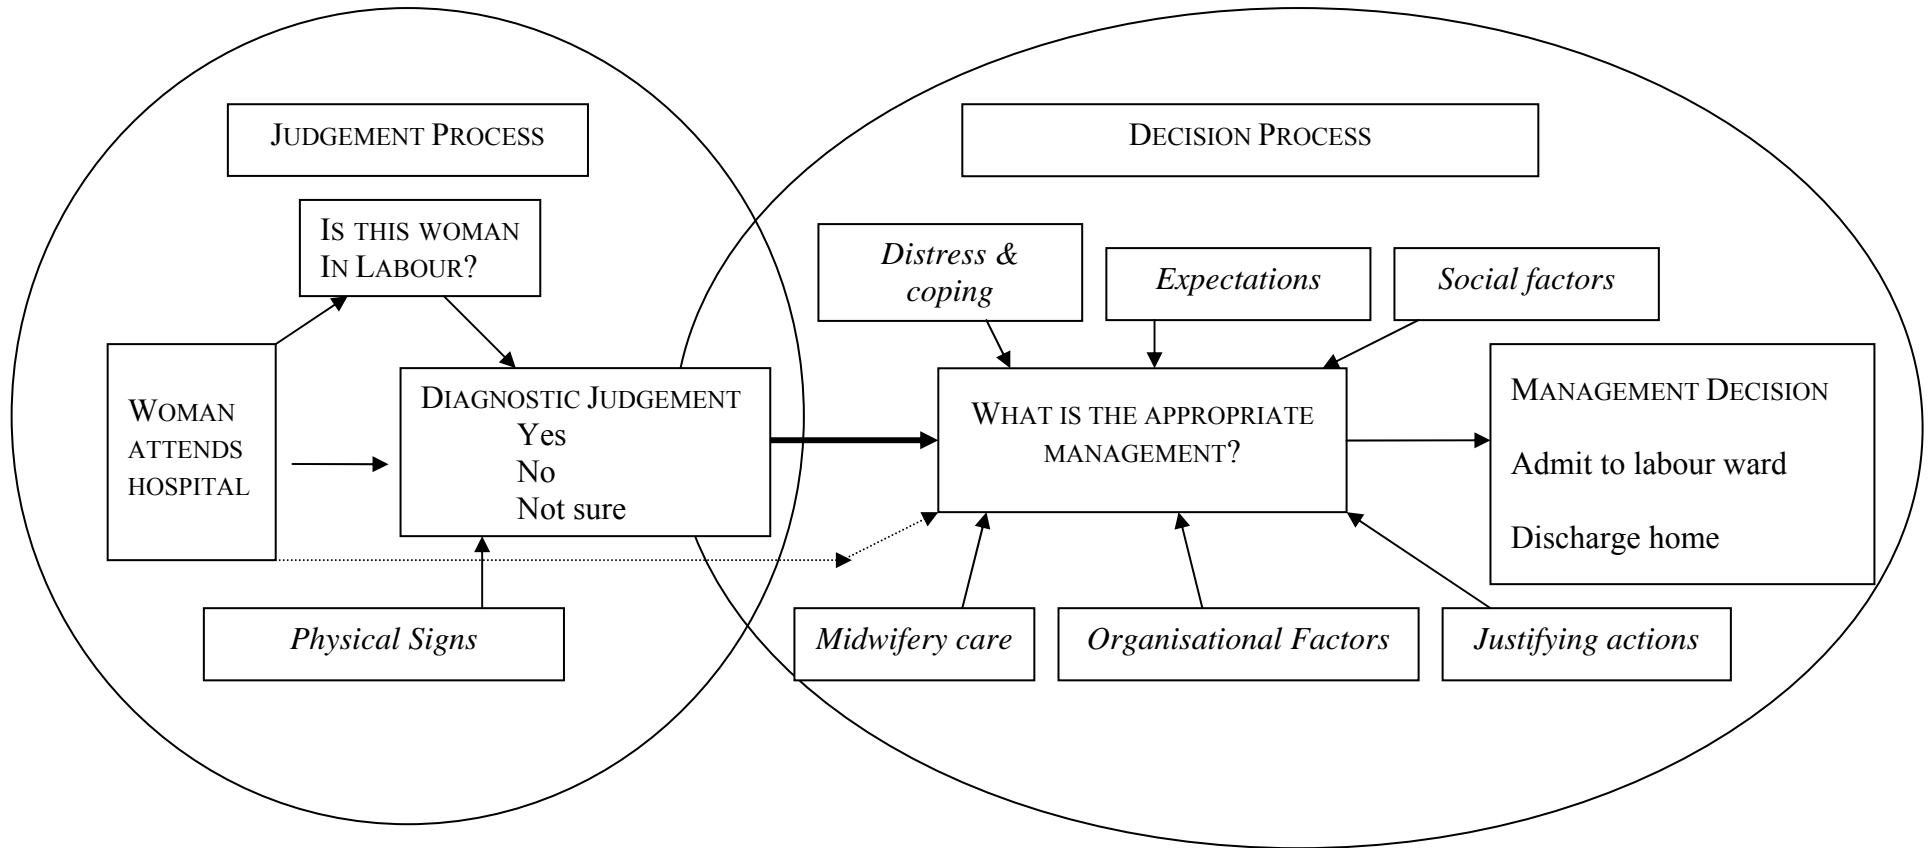 JUDGEMENT PROCESS
DECISION PROCESS
IS THIS WOMAN
IN LABOUR?
Distress &
coping
Expectations
Social factors
WOMAN
ATTENDS
HOSPITAL
DIAGNOSTIC JUDGEMENT
Yes
No
Not sure
WHAT IS THE APPROPRIATE
MANAGEMENT?
MANAGEMENT DECISION
Admit to labour ward
Discharge home
Physical Signs
Midwifery care
Organisational Factors
Justifying actions